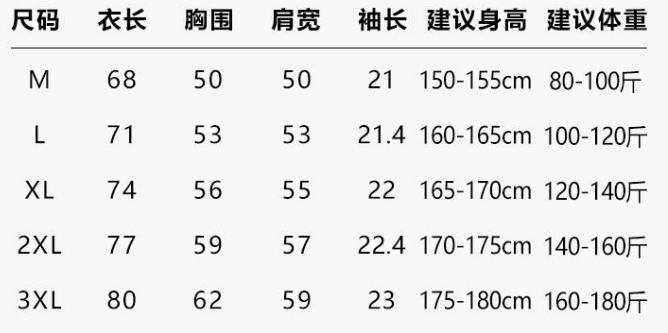 尺码 衣长 胸围 肩宽 袖长 建议身高 建议体重
M 68 50 50 21 150-155cm 80-100斤
L 71 53 53 21.4 160-165cm 100-120斤
XL 74 56 55 22 165-170cm 120-140斤
2XL 77 59 57 22.4 170-175cm 140-160斤
3XL 80 62 59 23 175-180cm 160-180斤